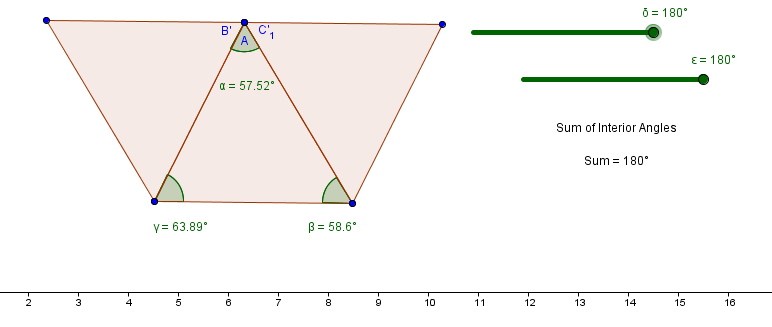 δ = 180°
B' C'₁
A
ε = 180°
α = 57.52°
Sum of Interior Angles
Sum = 180°
γ = 63.89° β = 58.6°
2 3 4 5 6 7 8 9 10 11 12 13 14 15 16